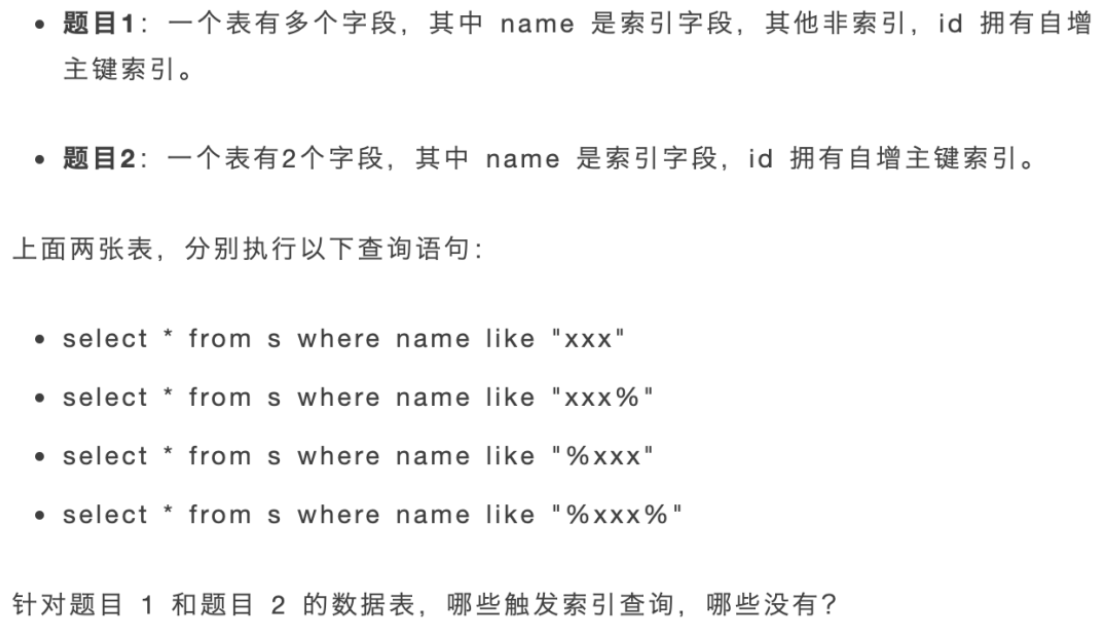 • 题目1：一个表有多个字段，其中 name 是索引字段，其他非索引，id 拥有自增
主键索引。
• 题目2：一个表有2个字段，其中 name 是索引字段，id 拥有自增主键索引。
上面两张表，分别执行以下查询语句：
• select * from s where name like "xxx"
• select * from s where name like "xxx%"
• select * from s where name like "%xxx"
• select * from s where name like "%xxx%"
针对题目 1 和题目 2 的数据表，哪些触发索引查询，哪些没有？